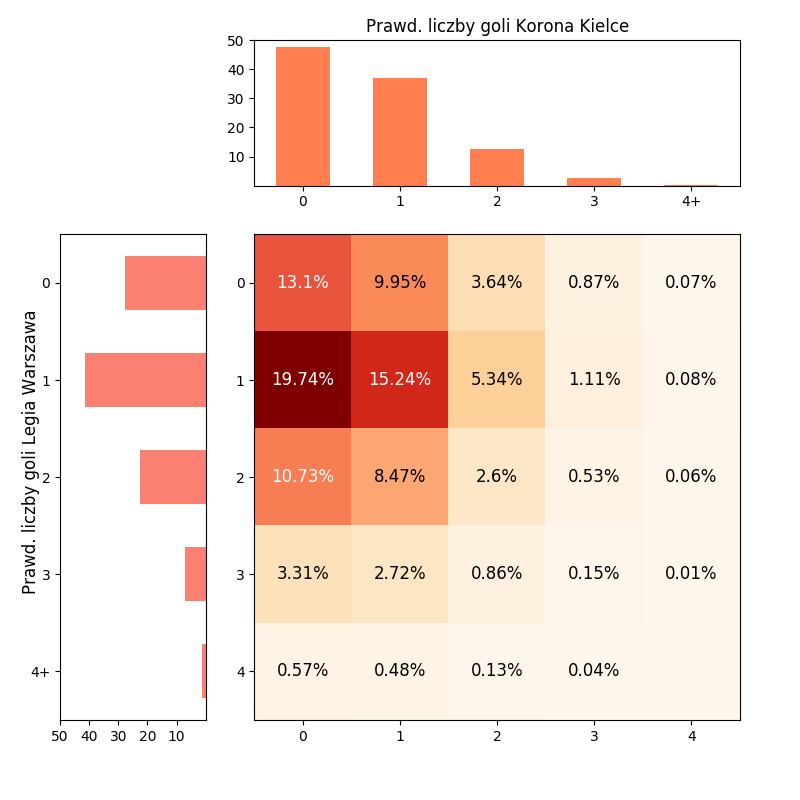 Prawd. liczby goli Korona Kielce
50
40
30
20
10
0 1 2 3 4+
Prawd. liczby goli Legia Warszawa
0
1
2
3
4+
50 40 30 20 10
0 13.1% 9.95% 3.64% 0.87% 0.07%
1 19.74% 15.24% 5.34% 1.11% 0.08%
2 10.73% 8.47% 2.6% 0.53% 0.06%
3 3.31% 2.72% 0.86% 0.15% 0.01%
4 0.57% 0.48% 0.13% 0.04%
0 1 2 3 4